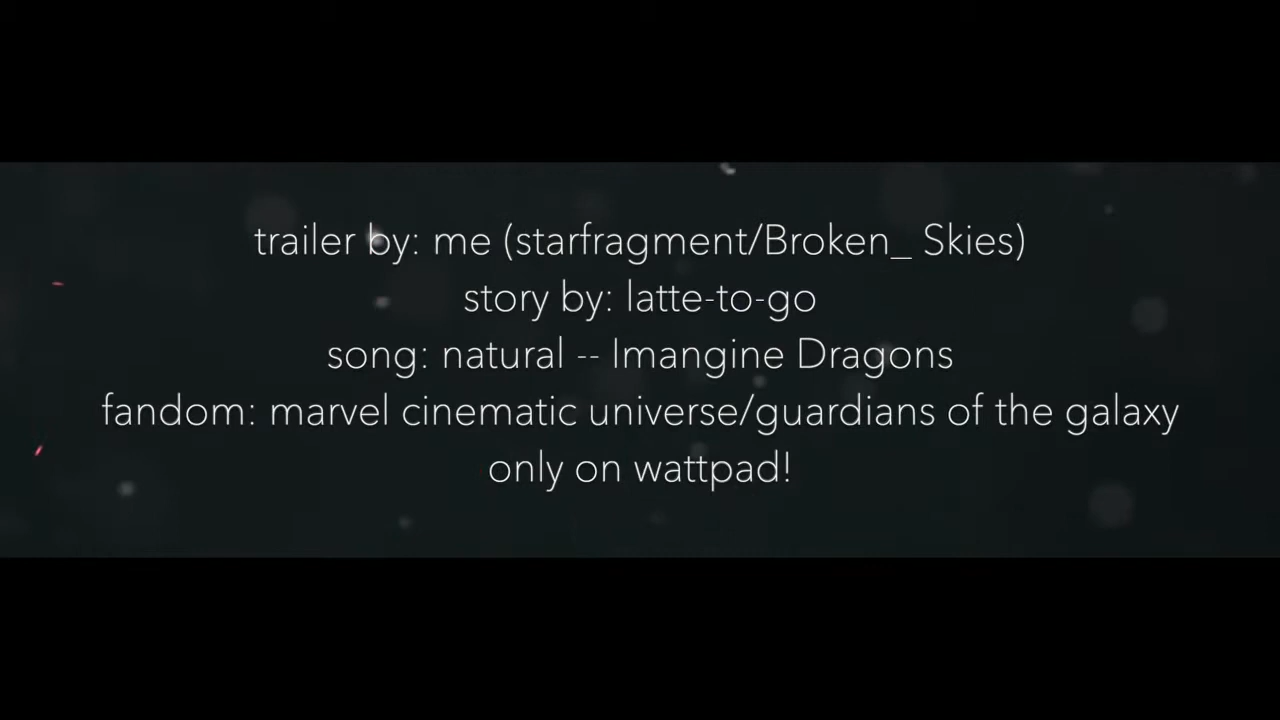 trailer by: me (starfragment/Broken_ Skies)
story by: latte-to-go
song: natural -- Imangine Dragons
fandom: marvel cinematic universe/guardians of the galaxy
only on wattpad!